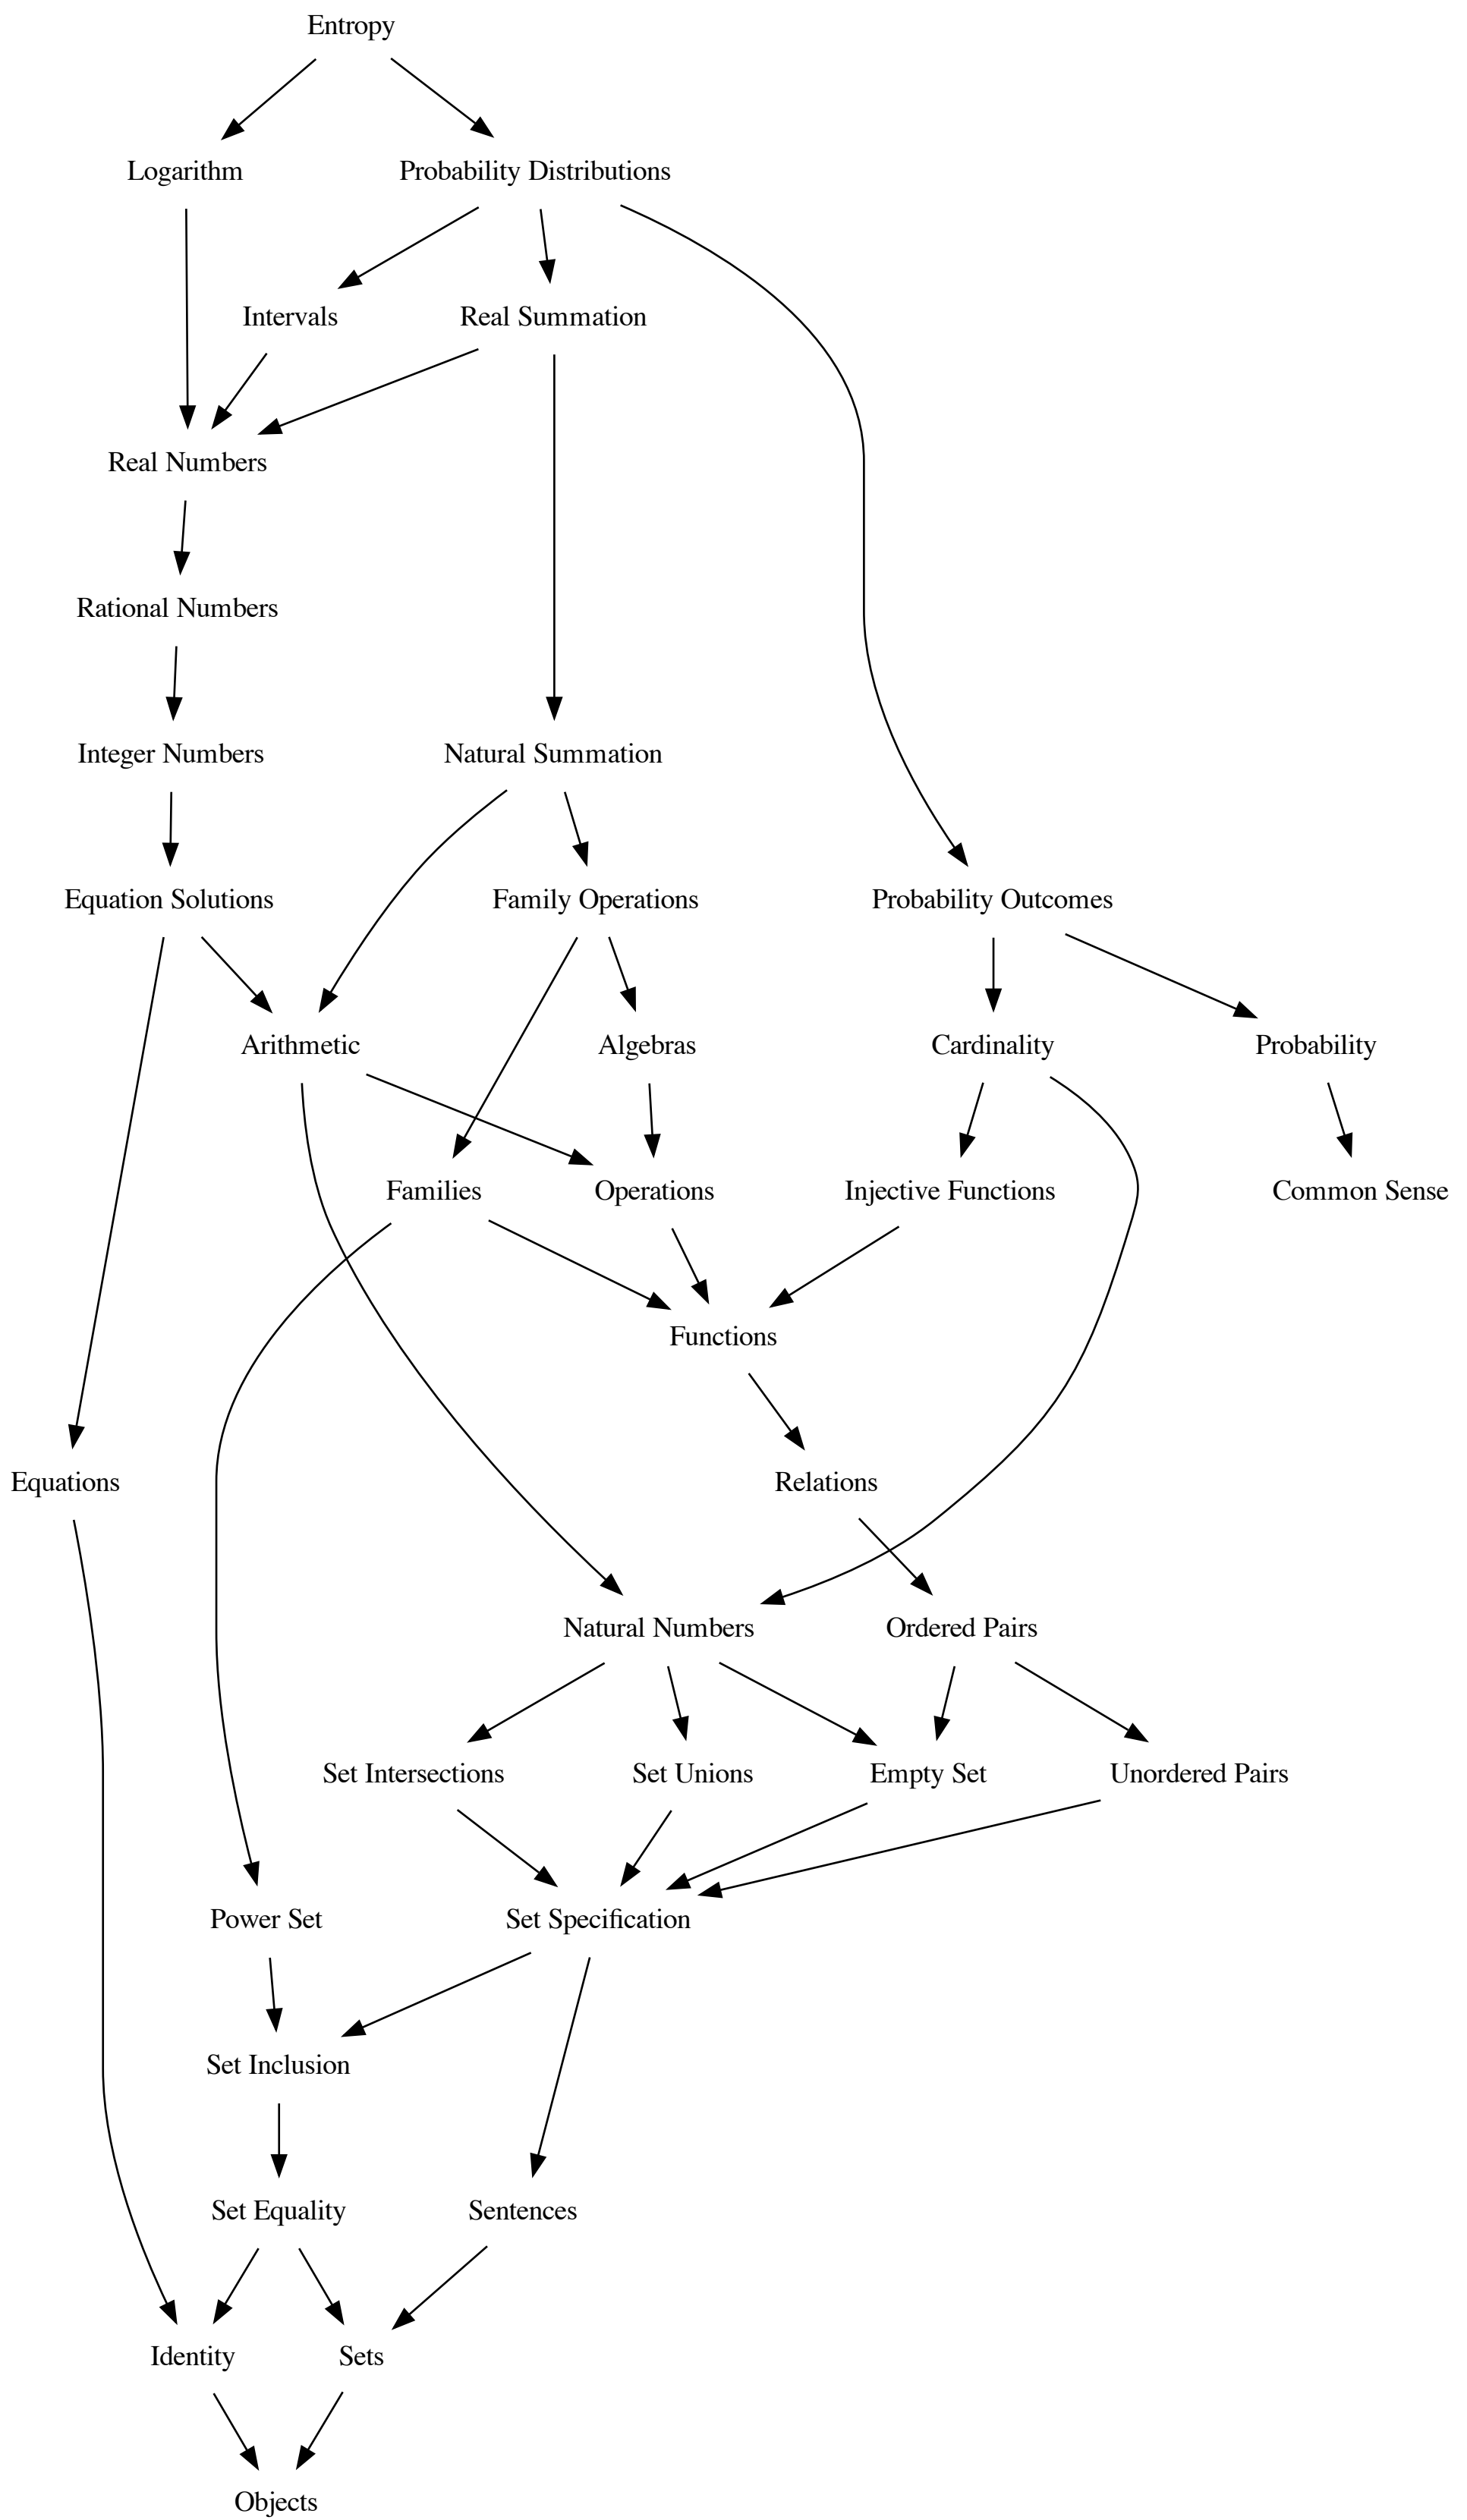 Entropy
Logarithm
Probability Distributions
Intervals
Real Summation
Real Numbers
Rational Numbers
Integer Numbers
Natural Summation
Equation Solutions
Family Operations
Probability Outcomes
Arithmetic
Algebras
Cardinality
Probability
Families
Operations
Injective Functions
Common Sense
Functions
Equations
Relations
Natural Numbers
Ordered Pairs
Set Intersections
Set Unions
Empty Set
Unordered Pairs
Power Set
Set Specification
Set Inclusion
Set Equality
Sentences
Identity
Sets
Objects